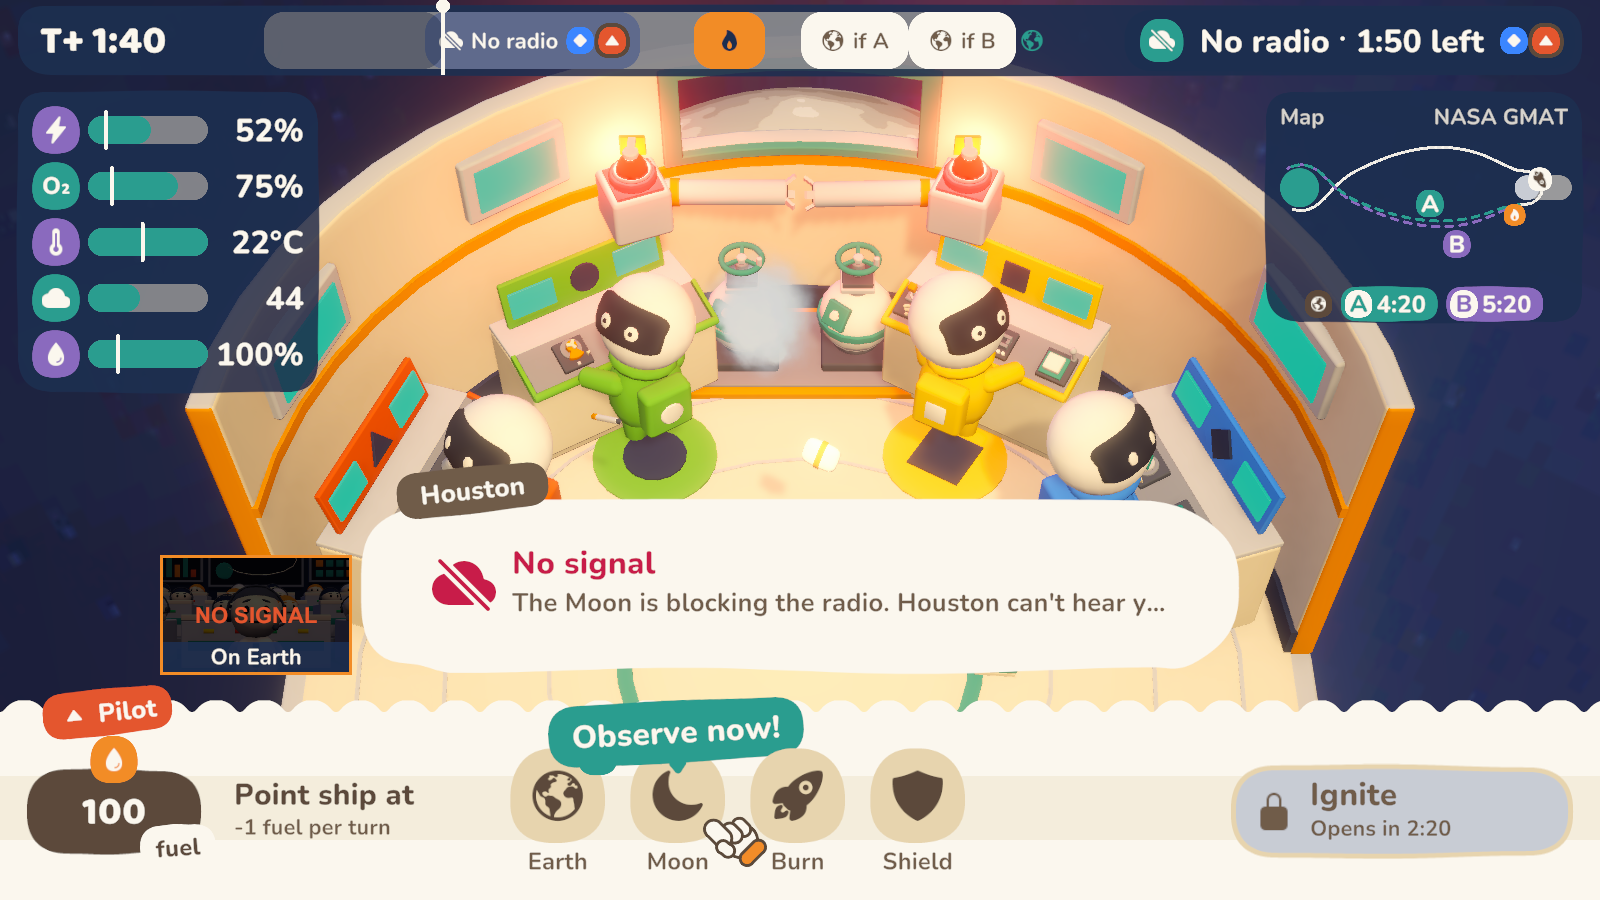 T+ 1:40
No radio
if A
if B
No radio · 1:50 left
52%
O₂
75%
22°C
44
100%
Map
NASA GMAT
A
B
A 4:20
B 5:20
Houston
No signal
The Moon is blocking the radio. Houston can't hear y...
NO SIGNAL
On Earth
Pilot
100
fuel
Point ship at
-1 fuel per turn
Observe now!
Earth
Moon
Burn
Shield
Ignite
Opens in 2:20